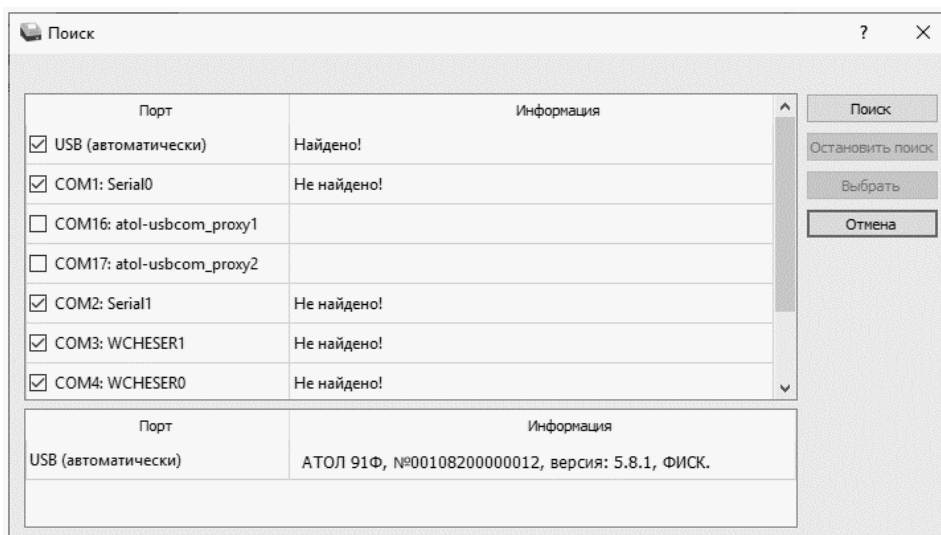 Поиск
?
Порт Информация
USB (автоматически) Найдено!
COM1: Serial0 Не найдено!
COM16: atol-usbcom_proxy1
COM17: atol-usbcom_proxy2
COM2: Serial1 Не найдено!
COM3: WCHESER1 Не найдено!
COM4: WCHESER0 Не найдено!
Поиск
Остановить поиск
Выбрать
Отмена
Порт Информация
USB (автоматически) АТОЛ 91Ф, №00108200000012, версия: 5.8.1, ФИСК.